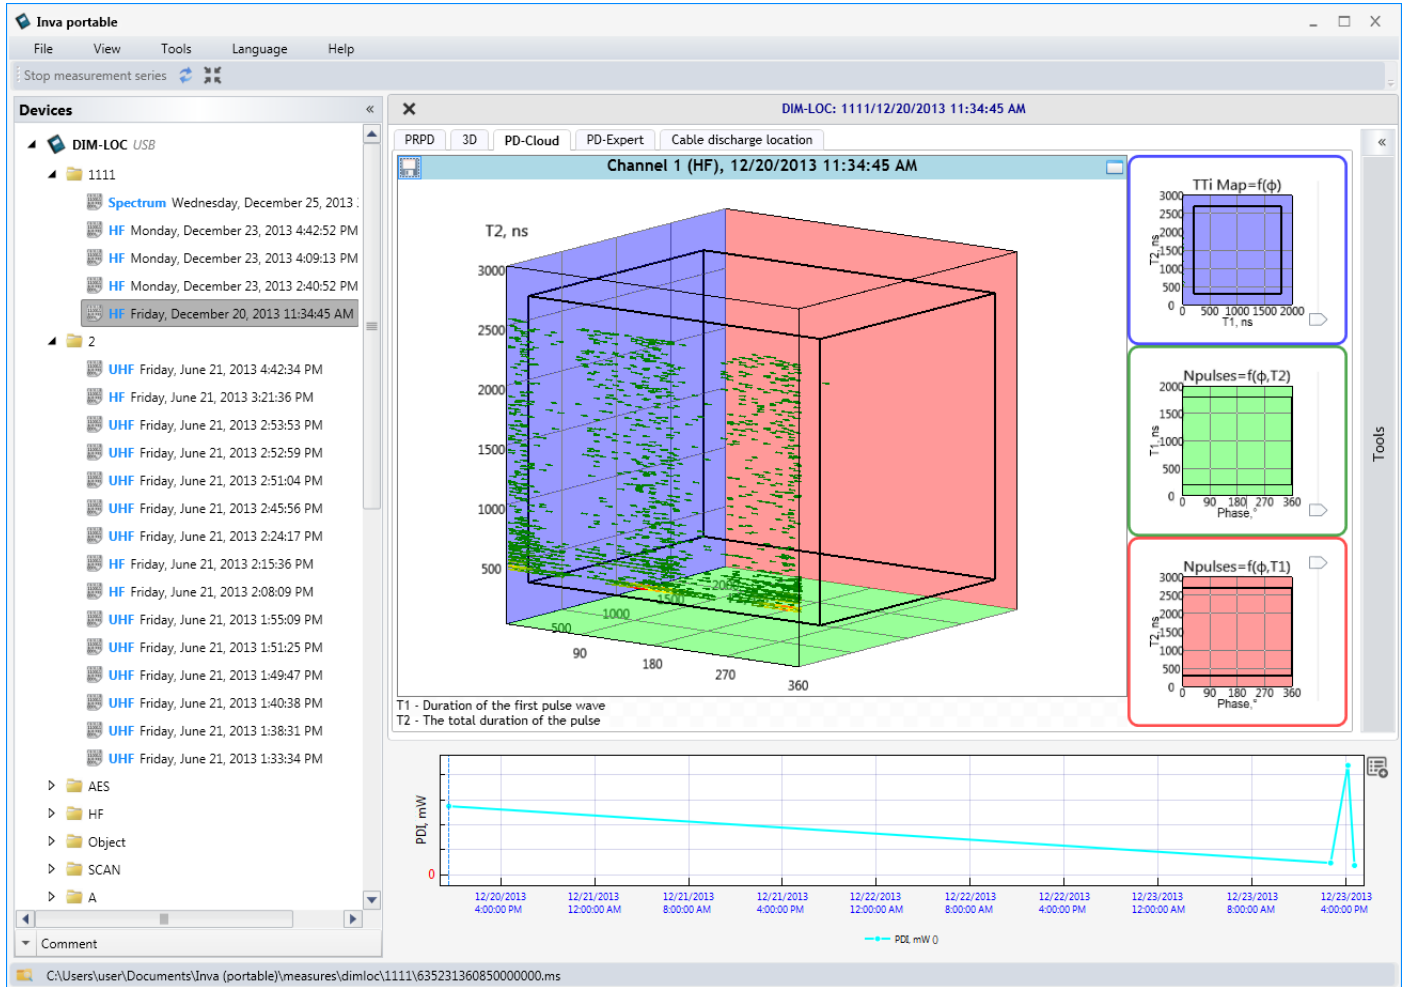 Inva portable
File View Tools Language Help
Stop measurement series
Devices
DIM-LOC USB
1111
Spectrum Wednesday, December 25, 2013
HF Monday, December 23, 2013 4:42:52 PM
HF Monday, December 23, 2013 4:09:13 PM
HF Monday, December 23, 2013 2:40:52 PM
HF Friday, December 20, 2013 11:34:45 AM
2
UHF Friday, June 21, 2013 4:42:34 PM
HF Friday, June 21, 2013 3:21:36 PM
UHF Friday, June 21, 2013 2:53:53 PM
UHF Friday, June 21, 2013 2:52:59 PM
UHF Friday, June 21, 2013 2:51:04 PM
UHF Friday, June 21, 2013 2:45:56 PM
UHF Friday, June 21, 2013 2:24:17 PM
HF Friday, June 21, 2013 2:15:36 PM
HF Friday, June 21, 2013 2:08:09 PM
UHF Friday, June 21, 2013 1:55:09 PM
UHF Friday, June 21, 2013 1:51:25 PM
UHF Friday, June 21, 2013 1:49:47 PM
UHF Friday, June 21, 2013 1:40:38 PM
UHF Friday, June 21, 2013 1:38:31 PM
UHF Friday, June 21, 2013 1:33:34 PM
AES
HF
Object
SCAN
A
Comment
DIM-LOC: 1111/12/20/2013 11:34:45 AM
PRPD 3D PD-Cloud PD-Expert Cable discharge location
Channel 1 (HF), 12/20/2013 11:34:45 AM
T2, ns
3000
2500
2000
1500
1000
500
500 1000 1500 2000
90 180 270 360
T1 - Duration of the first pulse wave
T2 - The total duration of the pulse
TTi Map=f(ϕ)
3000
2500
2000
1500
1000
500
0
T2, ns
0 500 1000 1500 2000
T1, ns
Npulses=f(ϕ,T2)
2000
1500
1000
500
0
T1, ns
0 90 180 270 360
Phase,°
Npulses=f(ϕ,T1)
3000
2500
2000
1500
1000
500
0
T2, ns
0 90 180 270 360
Phase,°
Tools
PDI, mW
0
12/20/2013 12/21/2013 12/21/2013 12/21/2013 12/22/2013 12/22/2013 12/22/2013 12/23/2013 12/23/2013 12/23/2013
4:00:00 PM 12:00:00 AM 8:00:00 AM 4:00:00 PM 12:00:00 AM 8:00:00 AM 4:00:00 PM 12:00:00 AM 8:00:00 AM 4:00:00 PM
PDI, mW ()
C:\Users\user\Documents\Inva (portable)\measures\dimloc\1111\635231360850000000.ms